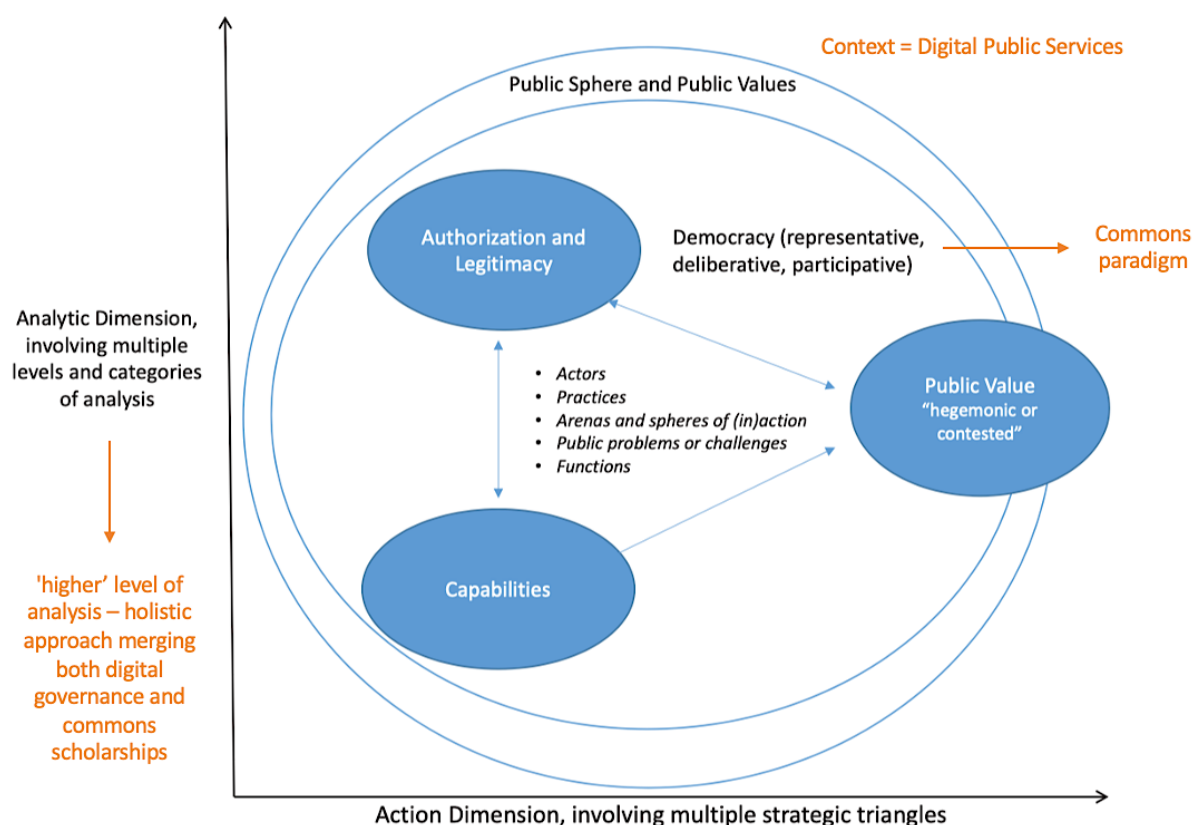 Context = Digital Public Services
Public Sphere and Public Values
Authorization and
Legitimacy
Democracy (representative,
deliberative, participative)
Commons
paradigm
Analytic Dimension,
involving multiple
levels and categories
of analysis
• Actors
• Practices
• Arenas and spheres of (in)action
• Public problems or challenges
• Functions
Public Value
“hegemonic or
contested”
Capabilities
'higher’ level of
analysis – holistic
approach merging
both digital
governance and
commons
scholarships
Action Dimension, involving multiple strategic triangles